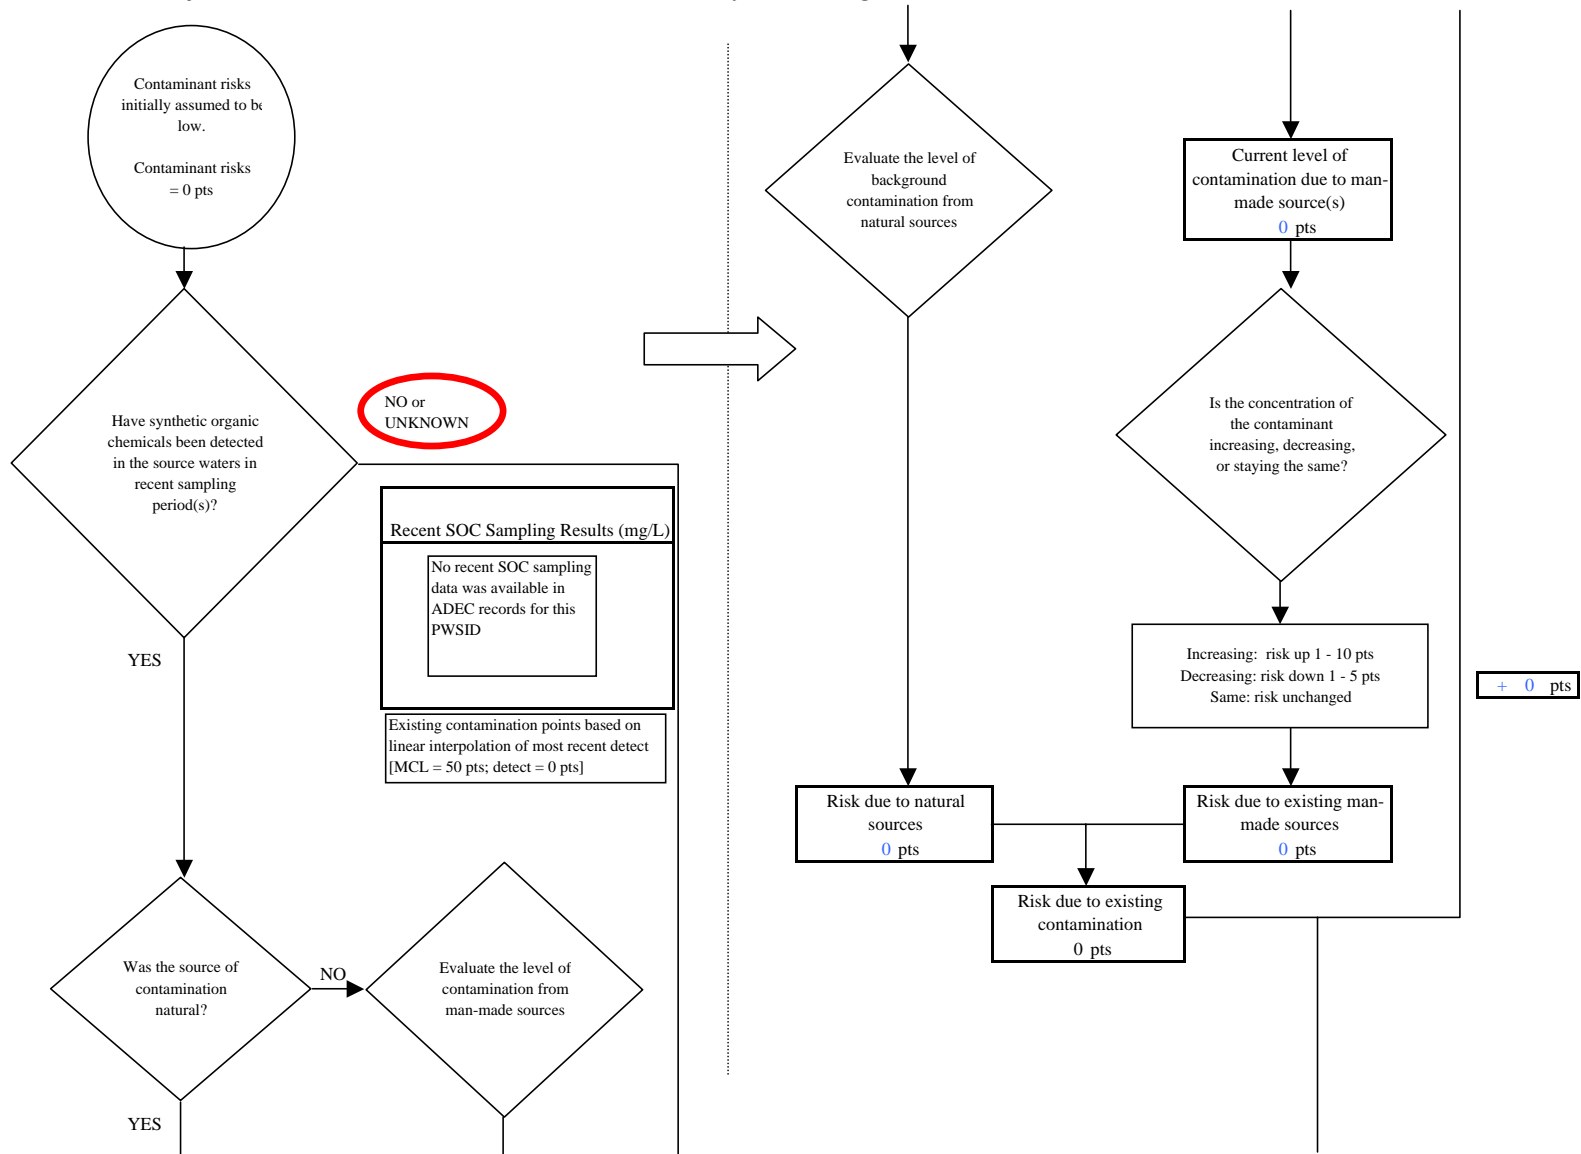 Contaminant risks
initially assumed to be
low.
Contaminant risks
= 0 pts
Have synthetic organic
chemicals been detected
in the source waters in
recent sampling
period(s)?
NO or
UNKNOWN
Recent SOC Sampling Results (mg/L)
No recent SOC sampling
data was available in
ADEC records for this
PWSID
Existing contamination points based on
linear interpolation of most recent detect
[MCL = 50 pts; detect = 0 pts]
YES
Was the source of
contamination
natural?
NO
Evaluate the level of
contamination from
man-made sources
YES
Evaluate the level of
background
contamination from
natural sources
Current level of
contamination due to man-
made source(s)
0 pts
Is the concentration of
the contaminant
increasing, decreasing,
or staying the same?
Increasing: risk up 1 - 10 pts
Decreasing: risk down 1 - 5 pts
Same: risk unchanged
+ 0 pts
Risk due to natural
sources
0 pts
Risk due to existing man-
made sources
0 pts
Risk due to existing
contamination
0 pts